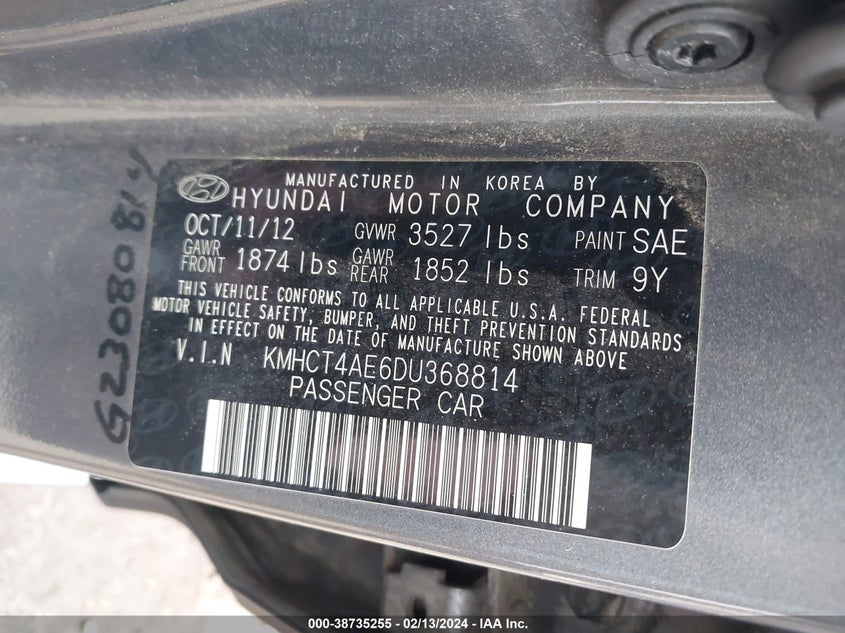 MANUFACTURED IN KOREA BY
HYUNDAI MOTOR COMPANY
OCT/11/12 GVWR 3527 lbs PAINT SAE
GAWR FRONT 1874 lbs GAWR REAR 1852 lbs TRIM 9Y
THIS VEHICLE CONFORMS TO ALL APPLICABLE U.S.A. FEDERAL
MOTOR VEHICLE SAFETY, BUMPER, AND THEFT PREVENTION STANDARDS
IN EFFECT ON THE DATE OF MANUFACTURE SHOWN ABOVE
V.I.N KMHCT4AE6DU368814
PASSENGER CAR
G23080814
000-38735255 - 02/13/2024 - IAA Inc.